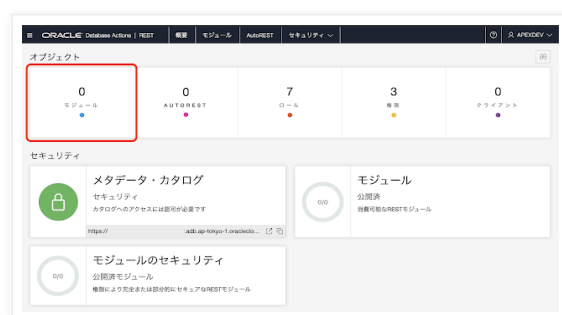 ≡ ORACLE Database Actions | REST 概要 モジュール AutoREST セキュリティ APEXDEV
オブジェクト
0 0 7 3 0
モジュール AUTOREST ロール 権限 クライアント
セキュリティ
メタデータ・カタログ
セキュリティ
カタログへのアクセスには認可が必要です
https:// .adb.ap-tokyo-1.oracleclo...
0/0
モジュール
公開済
消費可能なRESTモジュール
0/0
モジュールのセキュリティ
公開済モジュール
権限により完全または部分的にセキュアなRESTモジュール